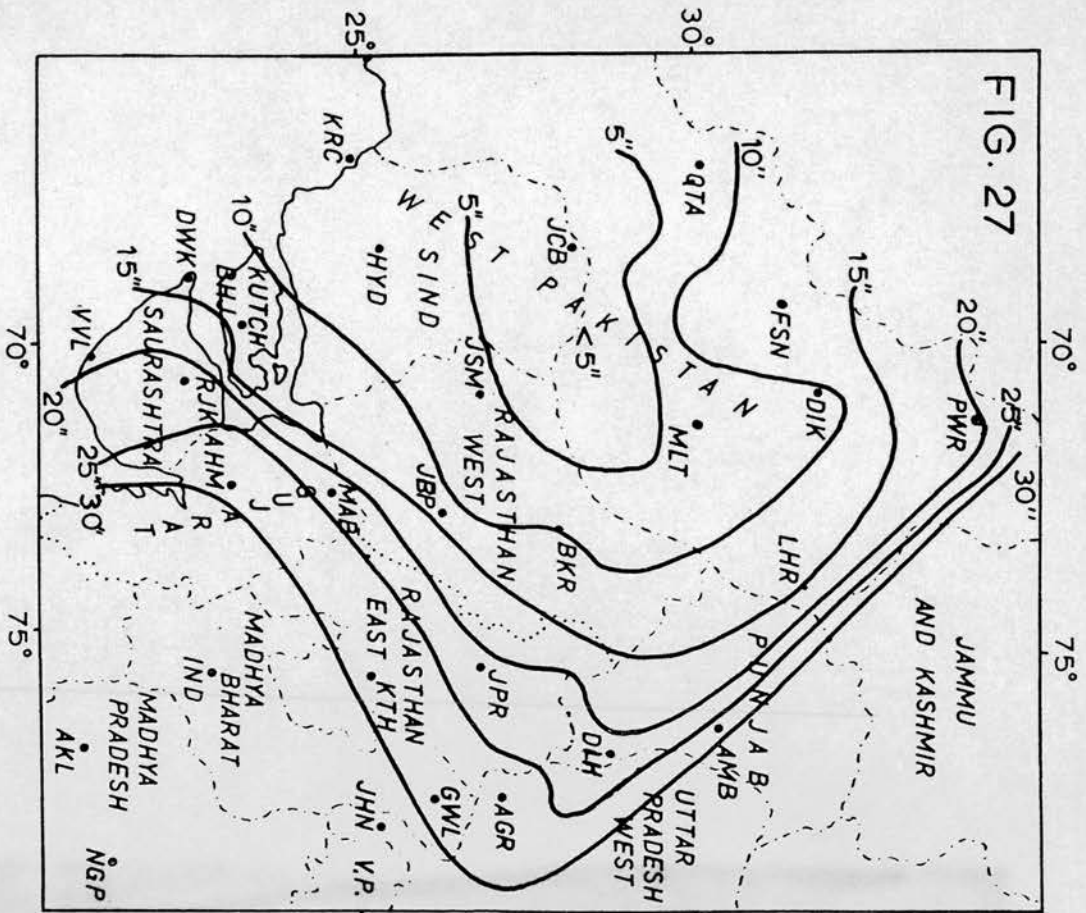 FIG. 27
70°
75°
30°
25°
20"
25"
30"
PWR
JAMMU
AND KASHMIR
15"
DIK
FSN
LHR
10"
QTA
MLT
PUNJAB
AMB
5"
<5"
WEST PAKISTAN
JCB
BKR
DLH
UTTAR
PRADESH
WEST
5"
JSM
RAJASTHAN
WEST
JPR
AGR
SIND
HYD
JBP
RAJASTHAN
EAST
KTH
GWL
KRC
MAB
JHN
V.P.
10"
KUTCH
BHJ
DWK
15"
RJK
AHM
GUJARAT
SAURASHTRA
VVL
MADHYA
BHARAT
IND
MADHYA
PRADESH
AKL
NGP
20"
25"
30"
70°
75°